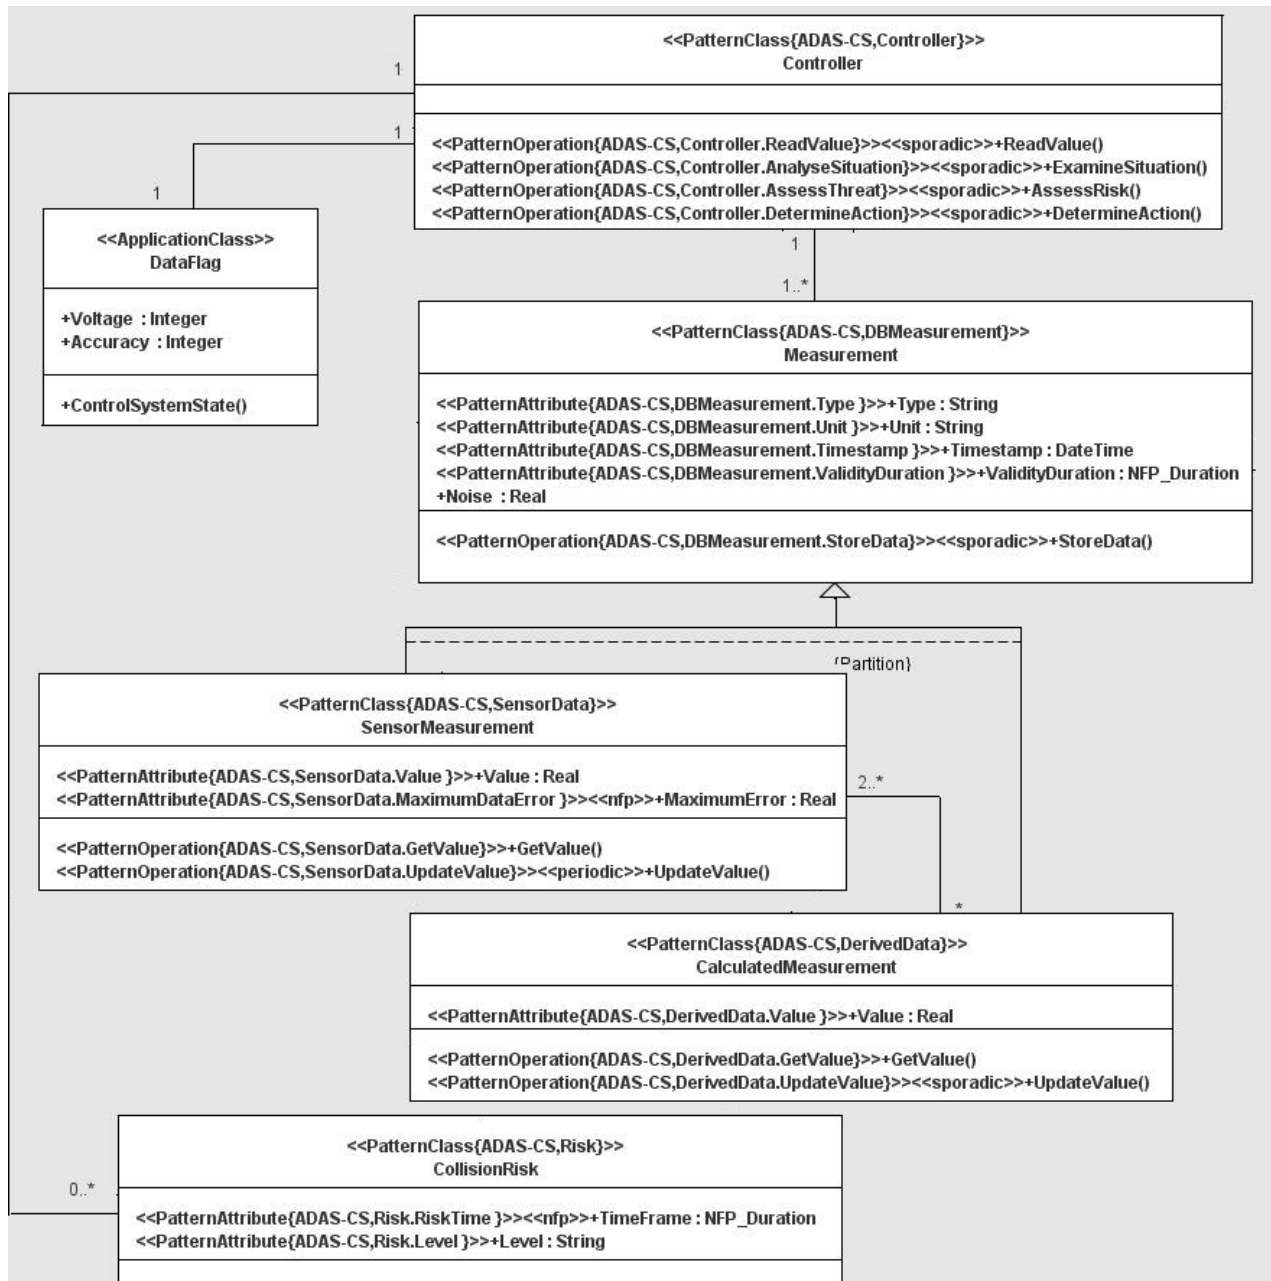 <<PatternClass{ADAS-CS,Controller}>>
Controller
1
1
<<PatternOperation{ADAS-CS,Controller.ReadValue}>><<sporadic>>+ReadValue()
<<PatternOperation{ADAS-CS,Controller.AnalyseSituation}>><<sporadic>>+ExamineSituation()
<<PatternOperation{ADAS-CS,Controller.AssessThreat}>><<sporadic>>+AssessRisk()
<<PatternOperation{ADAS-CS,Controller.DetermineAction}>><<sporadic>>+DetermineAction()
1
<<ApplicationClass>>
DataFlag
+Voltage : Integer
+Accuracy : Integer
+ControlSystemState()
1
1..*
<<PatternClass{ADAS-CS,DBMeasurement}>>
Measurement
<<PatternAttribute{ADAS-CS,DBMeasurement.Type }>>+Type : String
<<PatternAttribute{ADAS-CS,DBMeasurement.Unit }>>+Unit : String
<<PatternAttribute{ADAS-CS,DBMeasurement.Timestamp }>>+Timestamp : DateTime
<<PatternAttribute{ADAS-CS,DBMeasurement.ValidityDuration }>>+ValidityDuration : NFP_Duration
+Noise : Real
<<PatternOperation{ADAS-CS,DBMeasurement.StoreData}>><<sporadic>>+StoreData()
{Partition}
<<PatternClass{ADAS-CS,SensorData}>>
SensorMeasurement
<<PatternAttribute{ADAS-CS,SensorData.Value }>>+Value : Real
<<PatternAttribute{ADAS-CS,SensorData.MaximumDataError }>><<nfp>>+MaximumError : Real
<<PatternOperation{ADAS-CS,SensorData.GetValue}>>+GetValue()
<<PatternOperation{ADAS-CS,SensorData.UpdateValue}>><<periodic>>+UpdateValue()
2..*
*
<<PatternClass{ADAS-CS,DerivedData}>>
CalculatedMeasurement
<<PatternAttribute{ADAS-CS,DerivedData.Value }>>+Value : Real
<<PatternOperation{ADAS-CS,DerivedData.GetValue}>>+GetValue()
<<PatternOperation{ADAS-CS,DerivedData.UpdateValue}>><<sporadic>>+UpdateValue()
<<PatternClass{ADAS-CS,Risk}>>
CollisionRisk
0..*
<<PatternAttribute{ADAS-CS,Risk.RiskTime }>><<nfp>>+TimeFrame : NFP_Duration
<<PatternAttribute{ADAS-CS,Risk.Level }>>+Level : String